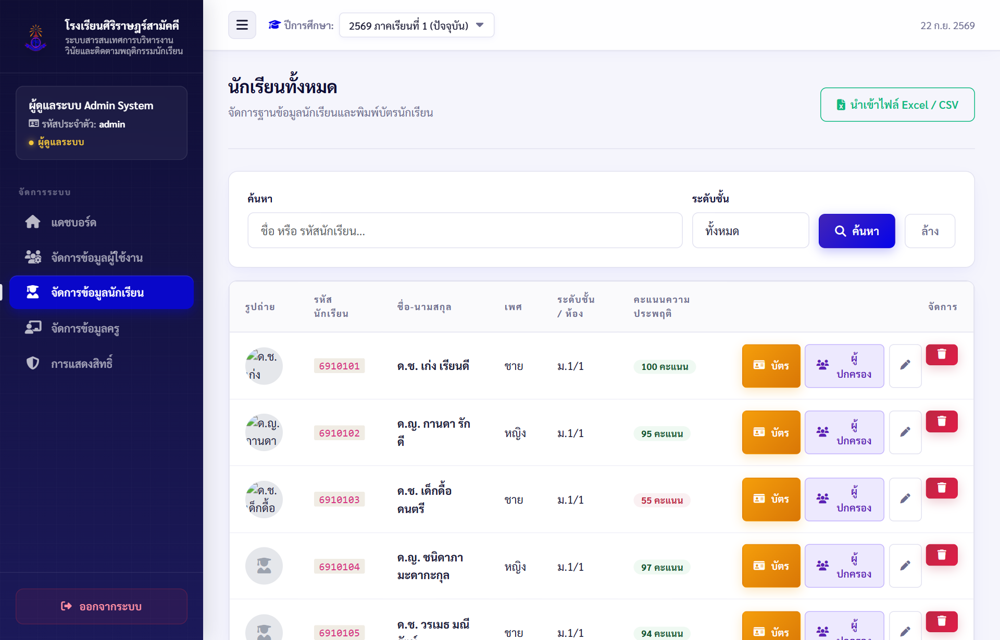 โรงเรียนศิริราษฎร์สามัคคี
ระบบสารสนเทศการบริหารงาน
วินัยและติดตามพฤติกรรมนักเรียน
ผู้ดูแลระบบ Admin System
รหัสประจำตัว: admin
ผู้ดูแลระบบ
จัดการระบบ
แดชบอร์ด
จัดการข้อมูลผู้ใช้งาน
จัดการข้อมูลนักเรียน
จัดการข้อมูลครู
การแสดงสิทธิ์
ออกจากระบบ
ปีการศึกษา: 2569 ภาคเรียนที่ 1 (ปัจจุบัน)
22 ก.ย. 2569
นักเรียนทั้งหมด
จัดการฐานข้อมูลนักเรียนและพิมพ์บัตรนักเรียน
นำเข้าไฟล์ Excel / CSV
ค้นหา
ชื่อ หรือ รหัสนักเรียน...
ระดับชั้น
ทั้งหมด
ค้นหา
ล้าง
รูปถ่าย
รหัส
นักเรียน
ชื่อ-นามสกุล
เพศ
ระดับชั้น
/ ห้อง
คะแนนความ
ประพฤติ
จัดการ
ด.ช.
เก่ง
6910101
ด.ช. เก่ง เรียนดี
ชาย
ม.1/1
100 คะแนน
บัตร
ผู้
ปกครอง
ด.ญ.
กานดา
6910102
ด.ญ. กานดา รัก
ดี
หญิง
ม.1/1
95 คะแนน
บัตร
ผู้
ปกครอง
ด.ช.
เด็กดื้อ
6910103
ด.ช. เด็กดื้อ
ดนตรี
ชาย
ม.1/1
55 คะแนน
บัตร
ผู้
ปกครอง
6910104
ด.ญ. ชนิดาภา
มะดากะกุล
หญิง
ม.1/1
97 คะแนน
บัตร
ผู้
ปกครอง
6910105
ด.ช. วรเมธ มณี
ชาย
ม.1/1
94 คะแนน
บัตร
ผู้